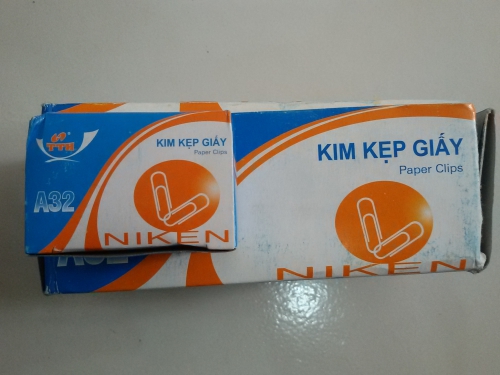 TTH
KIM KẸP GIẤY
Paper Clips
A32
NIKEN
KIM KẸP GIẤY
Paper Clips
NIKEN